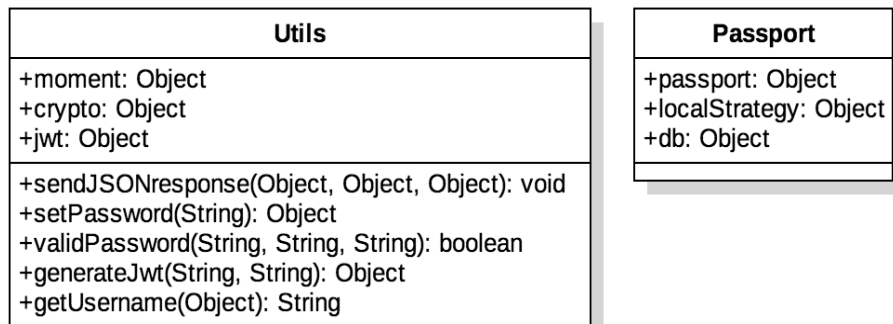 Utils
+moment: Object
+crypto: Object
+jwt: Object
+sendJSONresponse(Object, Object, Object): void
+setPassword(String): Object
+validPassword(String, String, String): boolean
+generateJwt(String, String): Object
+getUsername(Object): String
Passport
+passport: Object
+localStrategy: Object
+db: Object